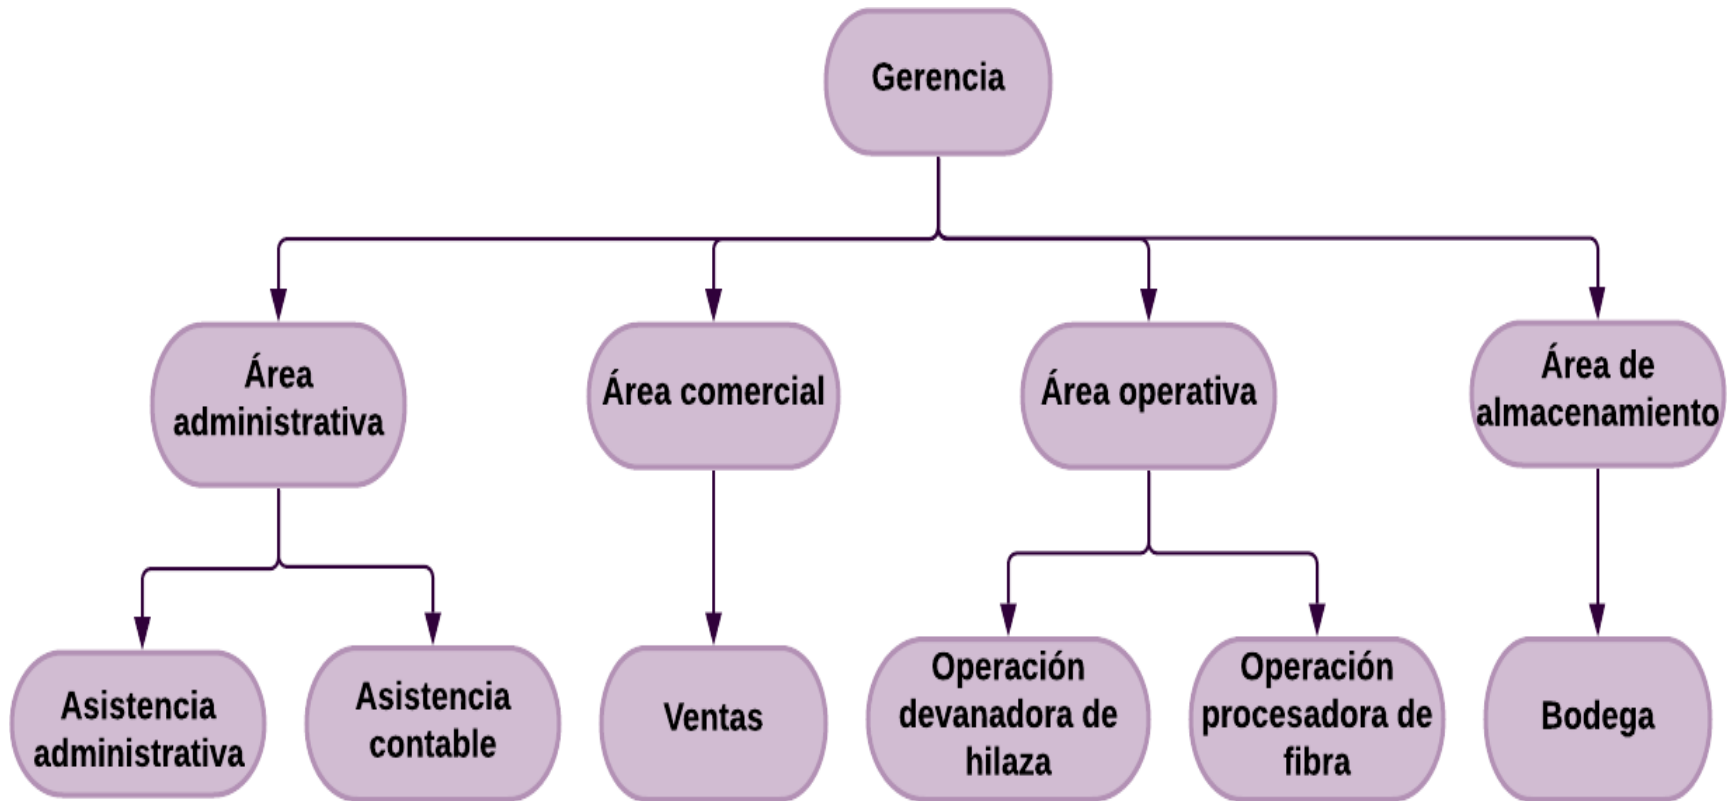 Gerencia
Área
administrativa
Área comercial
Área operativa
Área de
almacenamiento
Asistencia
administrativa
Asistencia
contable
Ventas
Operación
devanadora de
hilaza
Operación
procesadora de
fibra
Bodega